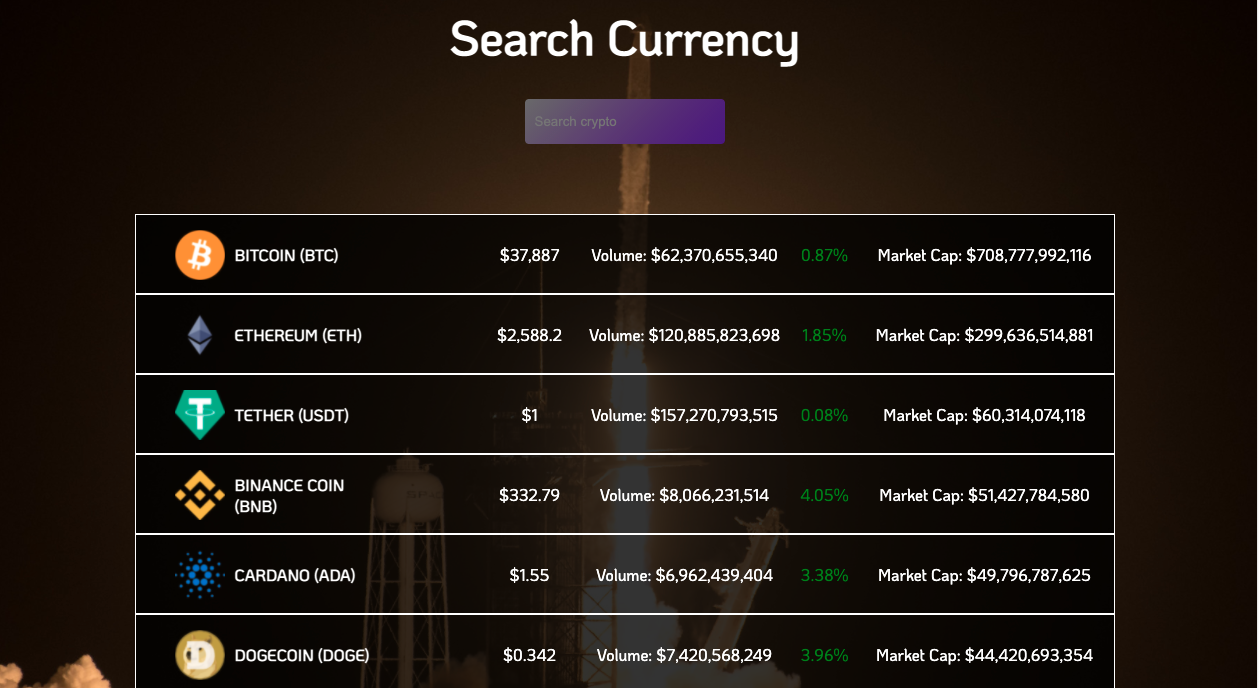 Search Currency
Search crypto
BITCOIN (BTC) $37,887 Volume: $62,370,655,340 0.87% Market Cap: $708,777,992,116
ETHEREUM (ETH) $2,588.2 Volume: $120,885,823,698 1.85% Market Cap: $299,636,514,881
TETHER (USDT) $1 Volume: $157,270,793,515 0.08% Market Cap: $60,314,074,118
BINANCE COIN
(BNB) $332.79 Volume: $8,066,231,514 4.05% Market Cap: $51,427,784,580
CARDANO (ADA) $1.55 Volume: $6,962,439,404 3.38% Market Cap: $49,796,787,625
DOGECOIN (DOGE) $0.342 Volume: $7,420,568,249 3.96% Market Cap: $44,420,693,354